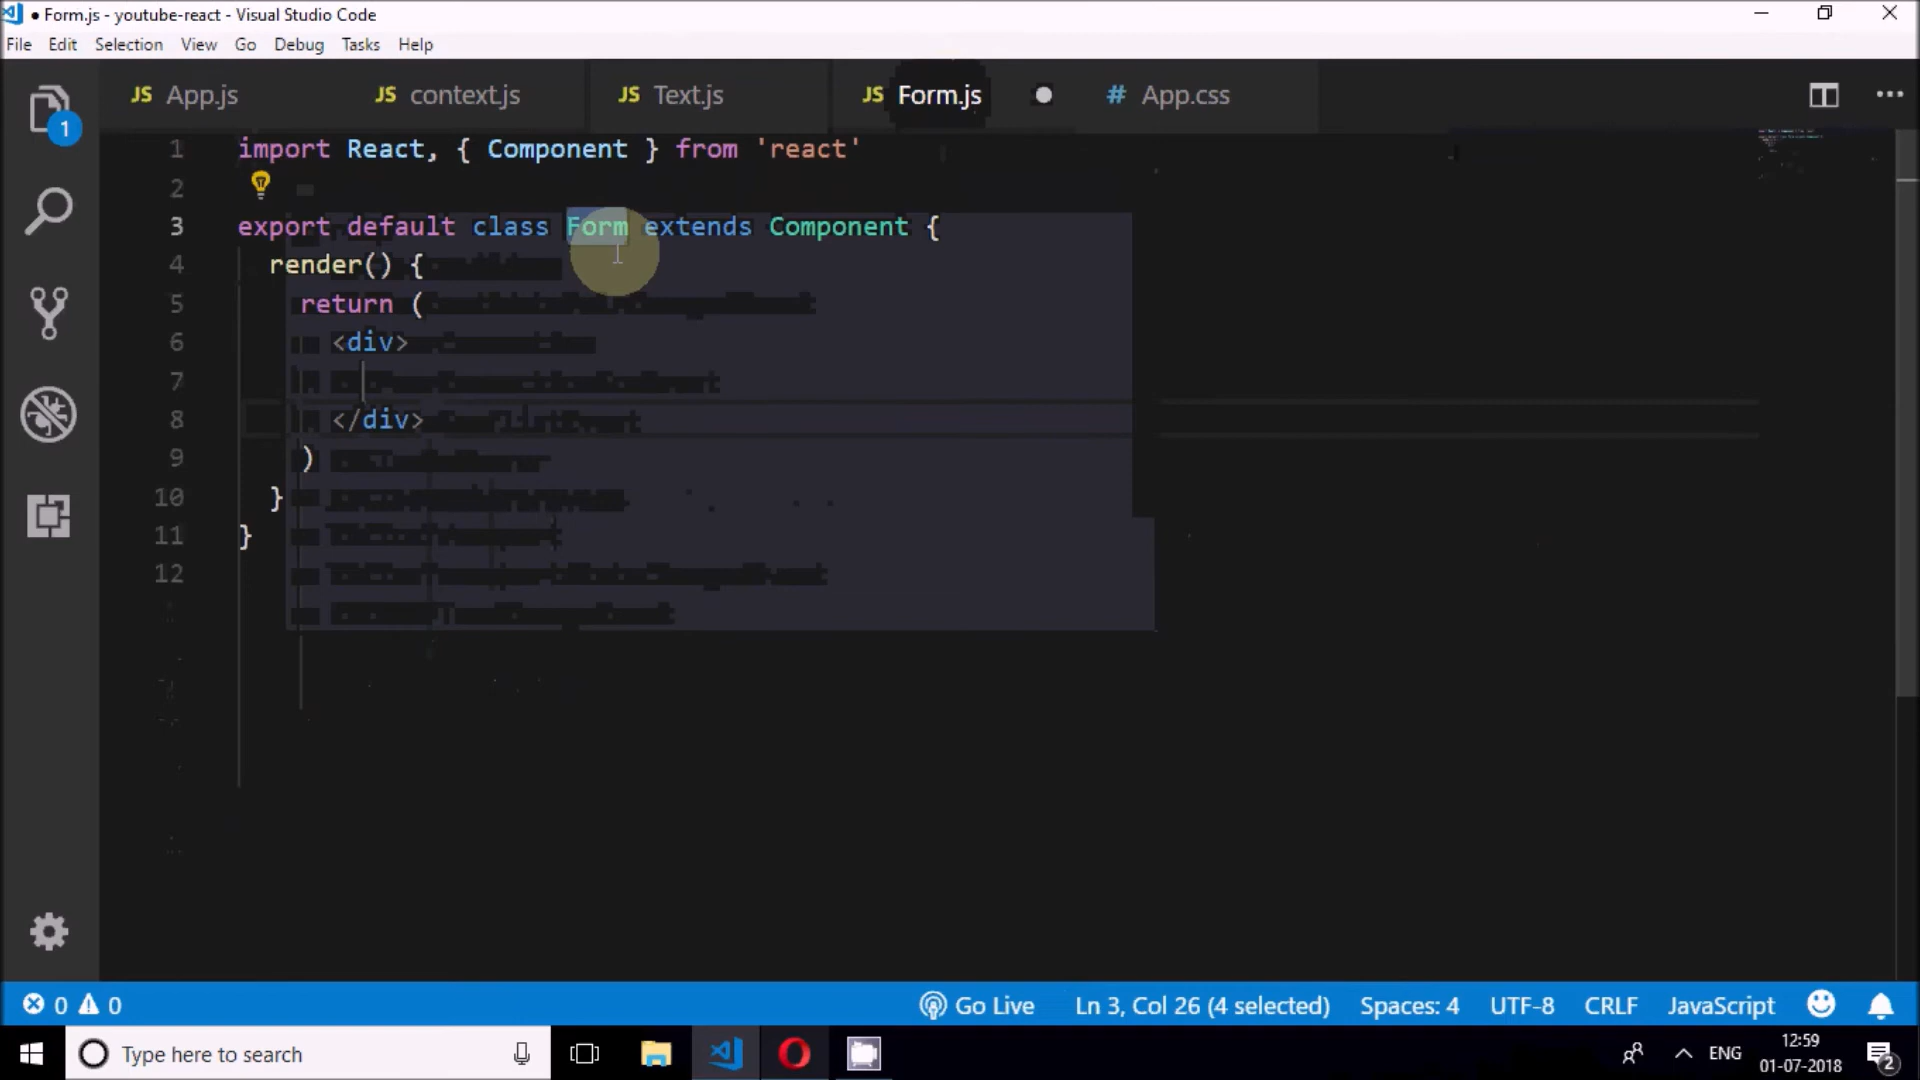 Form.js - youtube-react - Visual Studio Code
File Edit Selection View Go Debug Tasks Help
JS App.js JS context.js JS Text.js JS Form.js # App.css
1 import React, { Component } from 'react'
1
2
3 export default class Form extends Component {
4 render() {
5 return (
6 <div>
7
8 </div>
9 )
10 }
11 }
12
0 0 Go Live Ln 3, Col 26 (4 selected) Spaces: 4 UTF-8 CRLF JavaScript
Type here to search ENG 12:59
01-07-2018 2